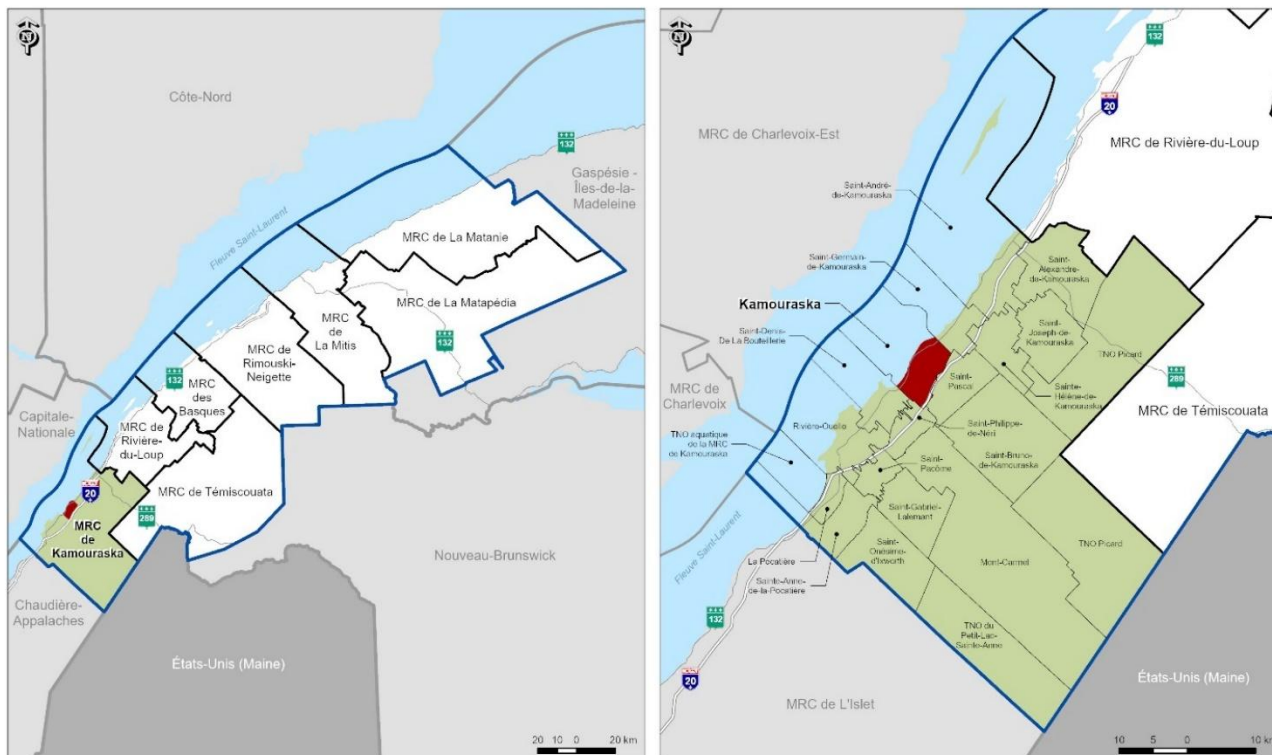 N
Côte-Nord
132
Gaspésie -
Îles-de-la-
Madeleine
Fleuve Saint-Laurent
MRC de La Matanie
MRC de La Matapédia
MRC
de
La Mitis
132
MRC de
Rimouski-
Neigette
132
MRC
des
Basques
Capitale-
Nationale
MRC de
Rivière-
du-Loup
20
MRC de Témiscouata
MRC
de
Kamouraska
289
Nouveau-Brunswick
Chaudière-
Appalaches
États-Unis (Maine)
20 10 0 20 km
N
132
20
MRC de Charlevoix-Est
MRC de Rivière-du-Loup
Saint-André-
de-Kamouraska
Saint-Germain-
de-Kamouraska
Saint-
Alexandre-
de-Kamouraska
Kamouraska
Saint-Denis-
De La Bouteillerie
Saint-
Joseph-de-
Kamouraska
TNO Picard
MRC de
Charlevoix
Saint-
Pascal
289
Sainte-
Hélène-de-
Kamouraska
MRC de Témiscouata
Rivière-Ouelle
TNO aquatique
de la MRC
de Kamouraska
Saint-Philippe-
de-Néri
Saint-Bruno-
de-Kamouraska
Saint-
Pacôme
Saint-Gabriel-
Lalemant
Fleuve Saint-Laurent
La Pocatière
Saint-
Onésime-
d'Ixworth
Mont-Carmel
TNO Picard
Sainte-Anne-
de-la-Pocatière
132
TNO du
Petit-Lac-
Sainte-Anne
20
États-Unis (Maine)
MRC de L'Islet
10 5 0 10 km